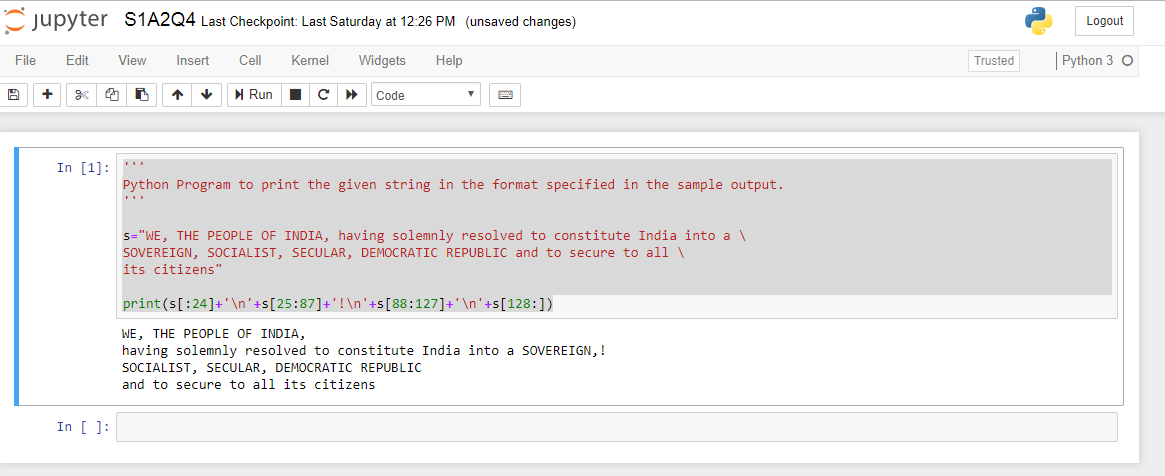 jupyter S1A2Q4 Last Checkpoint: Last Saturday at 12:26 PM (unsaved changes) Logout
File Edit View Insert Cell Kernel Widgets Help Trusted Python 3
Run Code
In [1]: '''
Python Program to print the given string in the format specified in the sample output.
'''
s="WE, THE PEOPLE OF INDIA, having solemnly resolved to constitute India into a \
SOVEREIGN, SOCIALIST, SECULAR, DEMOCRATIC REPUBLIC and to secure to all \
its citizens"
print(s[:24]+'\n'+s[25:87]+'!\n'+s[88:127]+'\n'+s[128:])
WE, THE PEOPLE OF INDIA,
having solemnly resolved to constitute India into a SOVEREIGN,!
SOCIALIST, SECULAR, DEMOCRATIC REPUBLIC
and to secure to all its citizens
In [ ]: